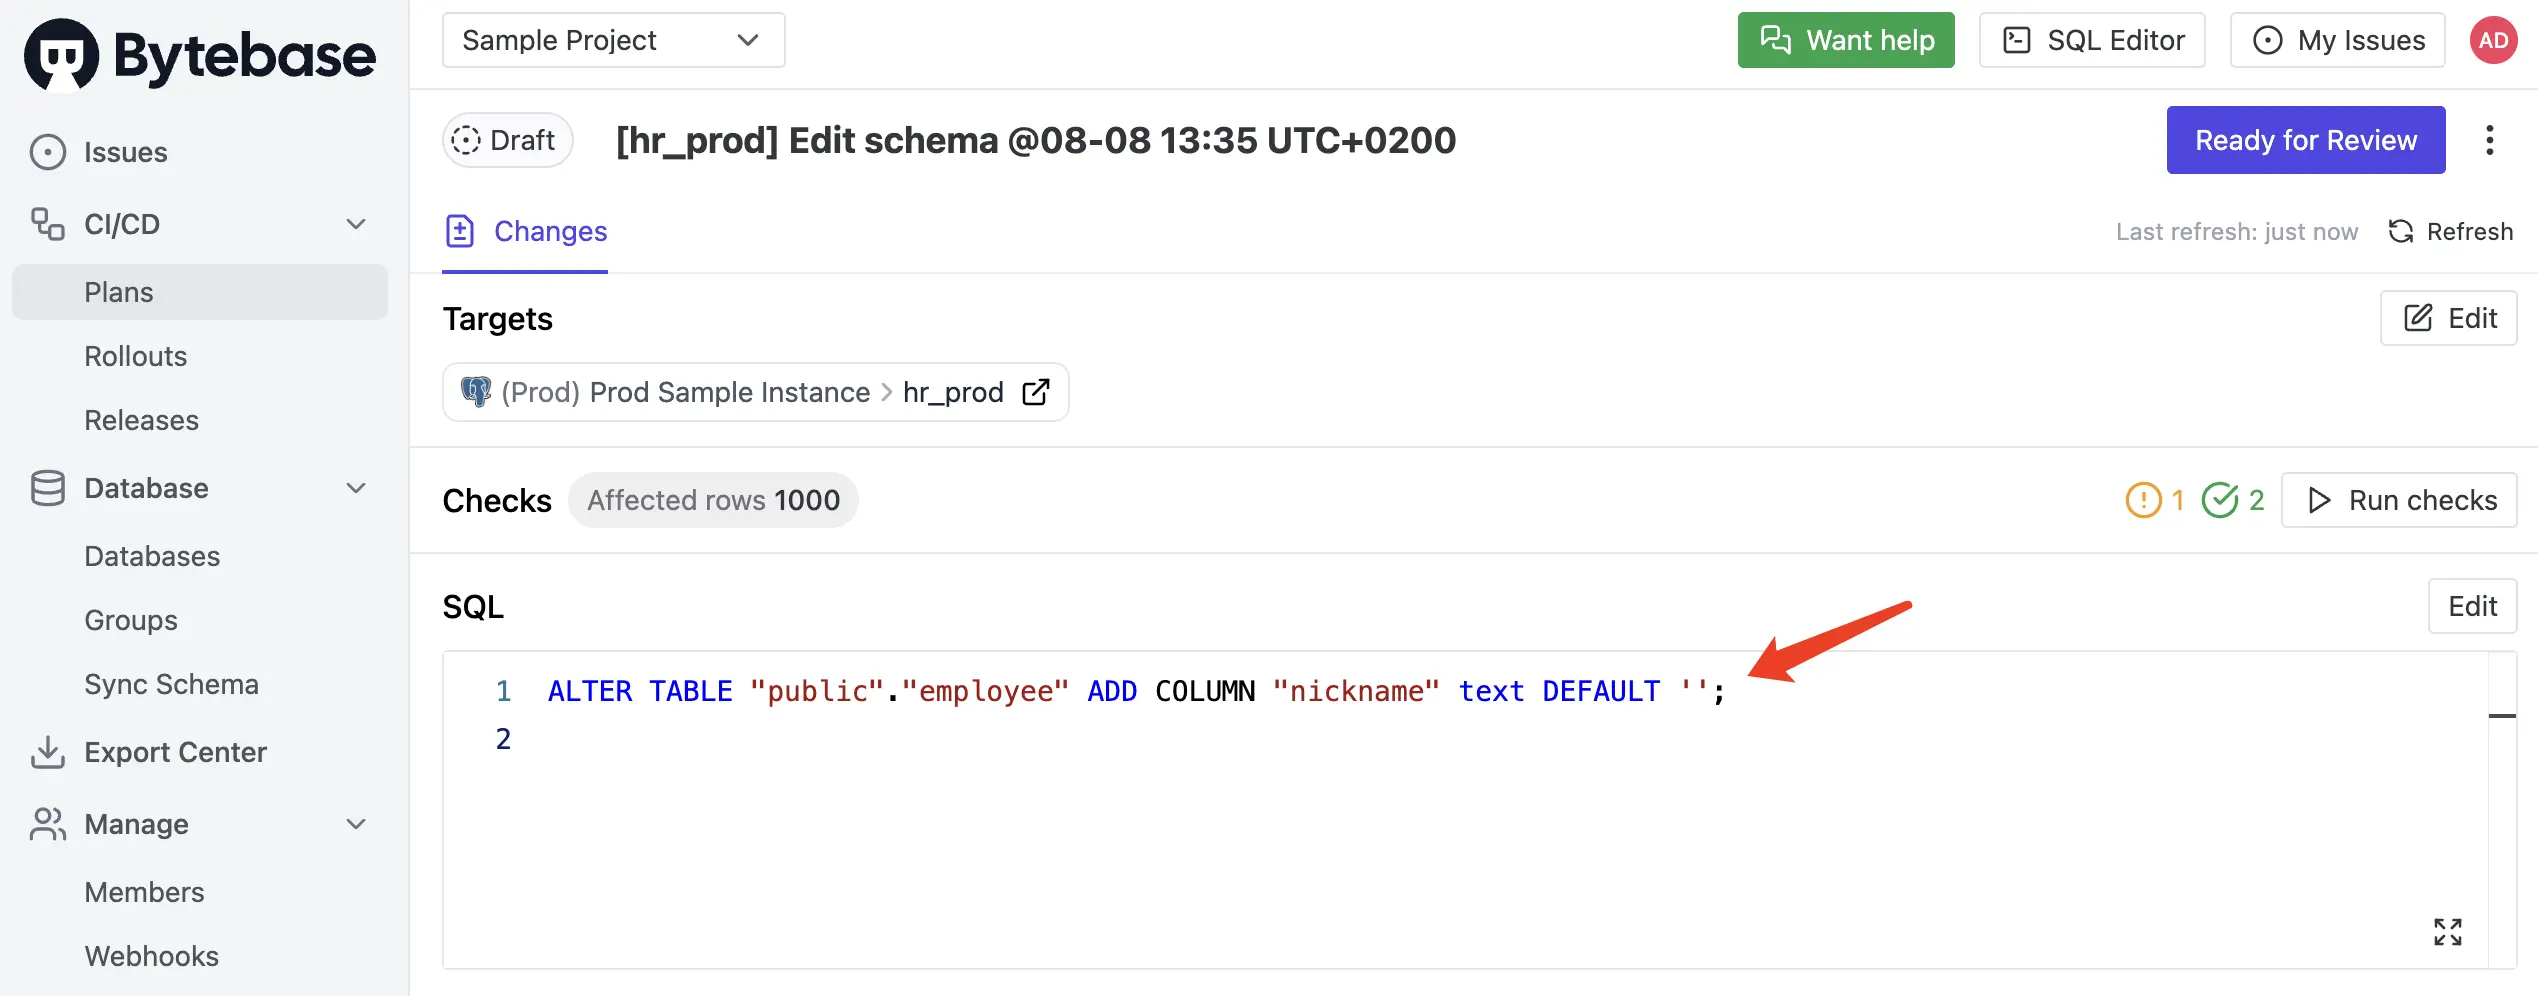 Bytebase
Sample Project
Want help
SQL Editor
My Issues
AD
Issues
CI/CD
Plans
Rollouts
Releases
Database
Databases
Groups
Sync Schema
Export Center
Manage
Members
Webhooks
Draft
[hr_prod] Edit schema @08-08 13:35 UTC+0200
Ready for Review
Changes
Last refresh: just now
Refresh
Targets
Edit
(Prod) Prod Sample Instance > hr_prod
Checks
Affected rows 1000
1
2
Run checks
SQL
Edit
1 ALTER TABLE "public"."employee" ADD COLUMN "nickname" text DEFAULT '';
2